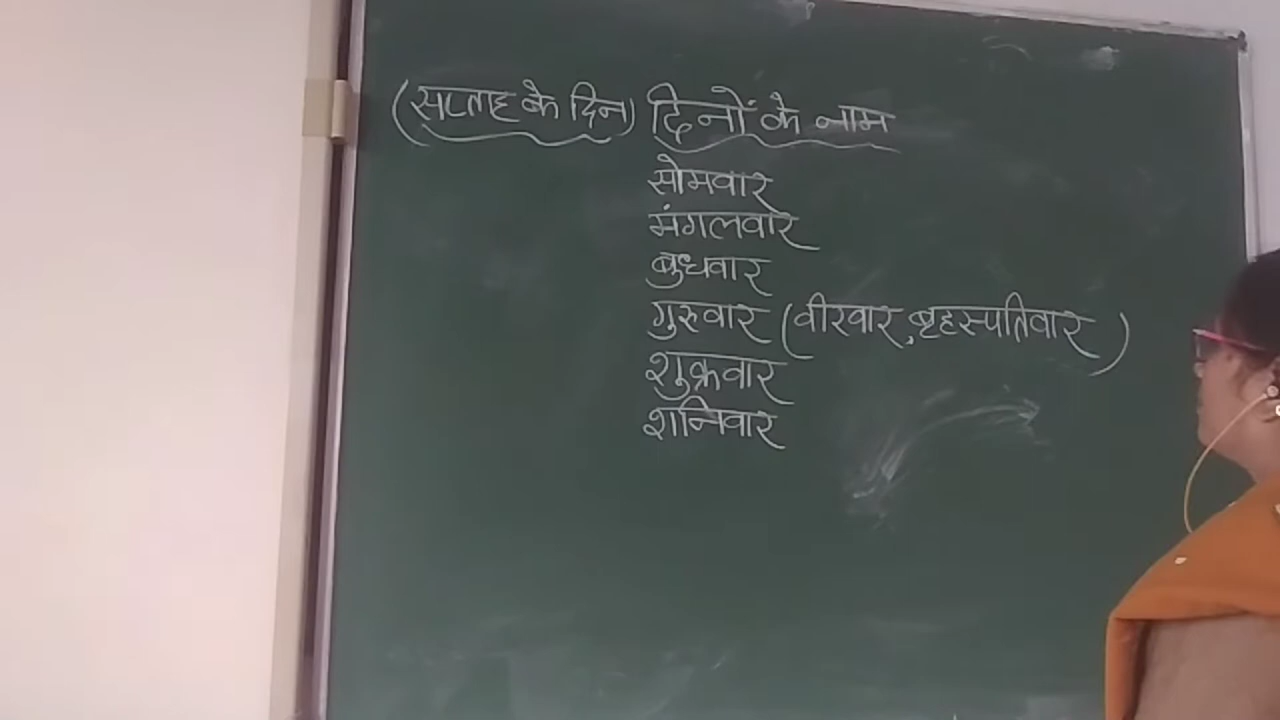 (सप्ताह के दिन) दिनों के नाम
सोमवार
मंगलवार
बुधवार
गुरुवार (वीरवार, बृहस्पतिवार)
शुक्रवार
शनिवार